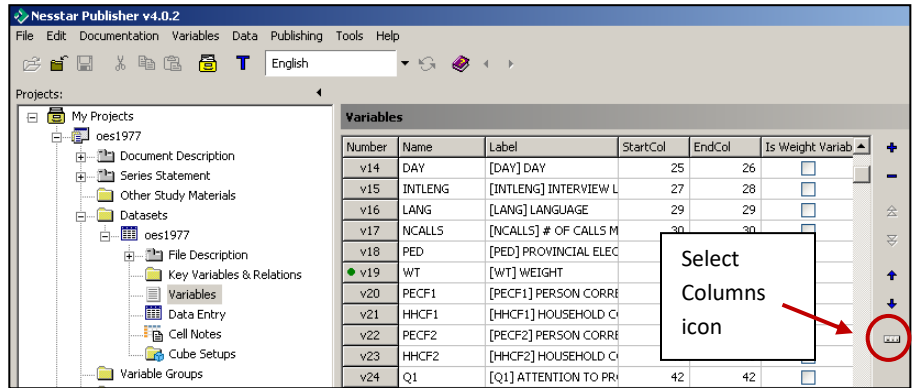 Nesstar Publisher v4.0.2
File Edit Documentation Variables Data Publishing Tools Help
T English
Projects:
My Projects
oes1977
Document Description
Series Statement
Other Study Materials
Datasets
oes1977
File Description
Key Variables & Relations
Variables
Data Entry
Cell Notes
Cube Setups
Variable Groups
Variables
Number Name Label StartCol EndCol Is Weight Variab
v14 DAY [DAY] DAY 25 26
v15 INTLENG [INTLENG] INTERVIEW L 27 28
v16 LANG [LANG] LANGUAGE 29 29
v17 NCALLS [NCALLS] # OF CALLS M 30 30
v18 PED [PED] PROVINCIAL ELEC
v19 WT [WT] WEIGHT
v20 PECF1 [PECF1] PERSON CORRE
v21 HHCF1 [HHCF1] HOUSEHOLD C
v22 PECF2 [PECF2] PERSON CORRE
v23 HHCF2 [HHCF2] HOUSEHOLD C
v24 Q1 [Q1] ATTENTION TO PR 42 42
Select
Columns
icon